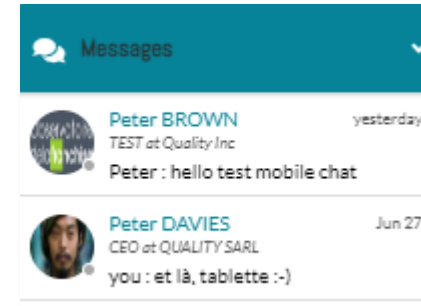 Messages
Peter BROWN yesterday
TEST at Quality Inc
Peter : hello test mobile chat
Peter DAVIES Jun 27
CEO at QUALITY SARL
you : et là, tablette :-)